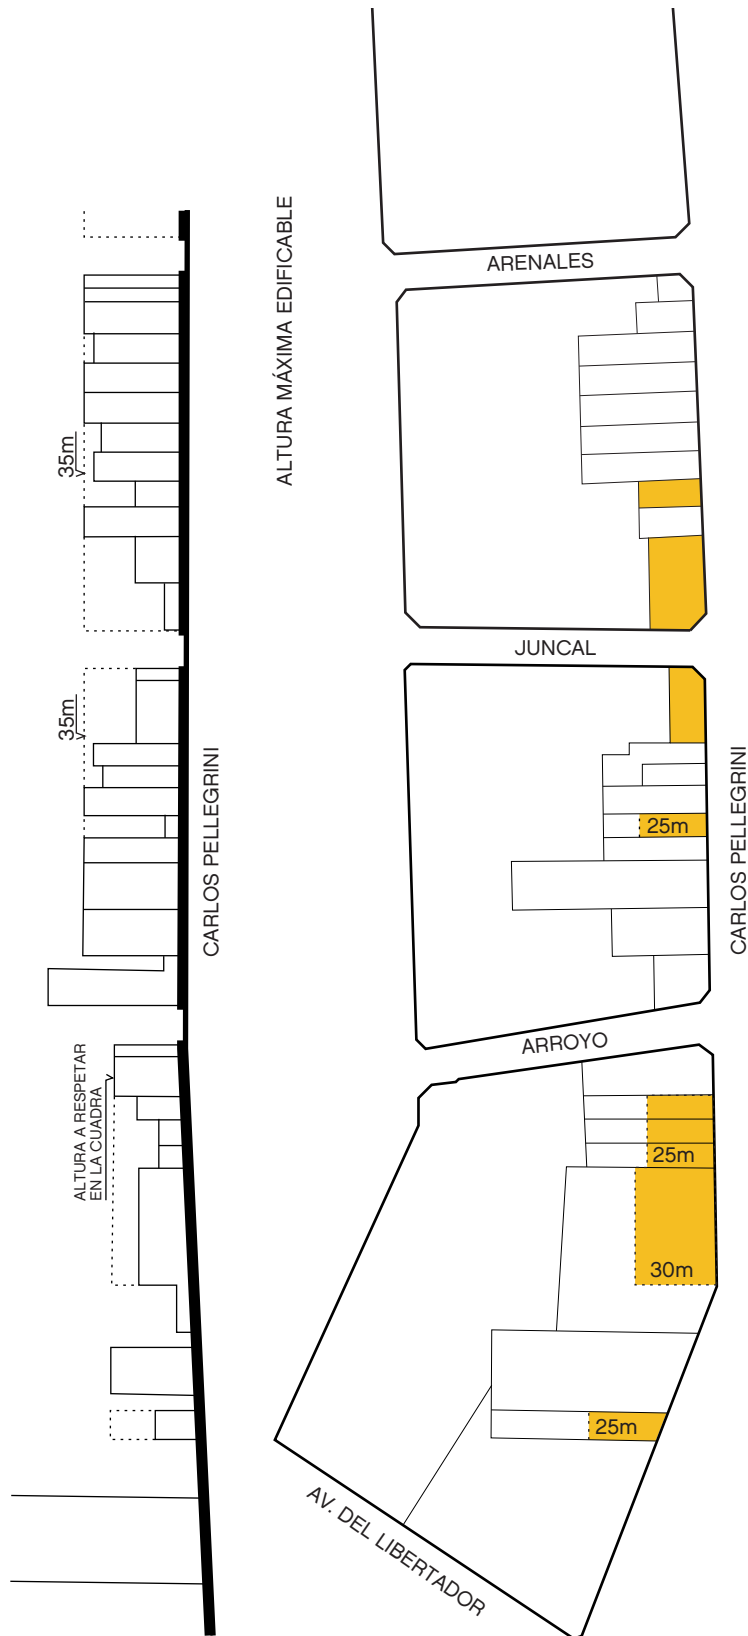 ALTURA MÁXIMA EDIFICABLE
ARENALES
35m
JUNCAL
35m
CARLOS PELLEGRINI
CARLOS PELLEGRINI
25m
ARROYO
ALTURA A RESPETAR
EN LA CUADRA
25m
30m
25m
AV. DEL LIBERTADOR